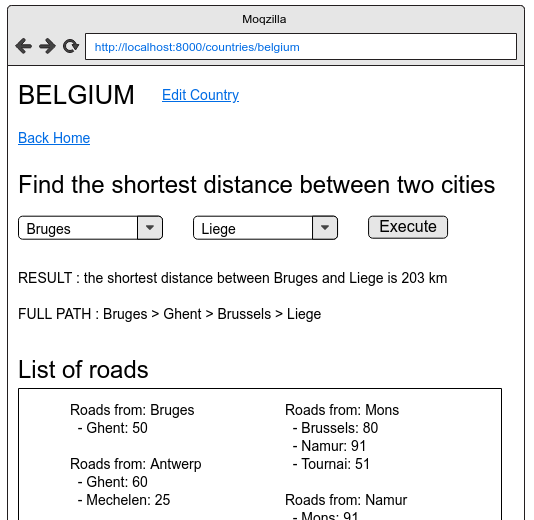 Moqzilla
http://localhost:8000/countries/belgium
BELGIUM
Edit Country
Back Home
Find the shortest distance between two cities
Bruges
Liege
Execute
RESULT : the shortest distance between Bruges and Liege is 203 km
FULL PATH : Bruges > Ghent > Brussels > Liege
List of roads
Roads from: Bruges
- Ghent: 50
Roads from: Antwerp
- Ghent: 60
- Mechelen: 25
Roads from: Mons
- Brussels: 80
- Namur: 91
- Tournai: 51
Roads from: Namur
- Mons: 91